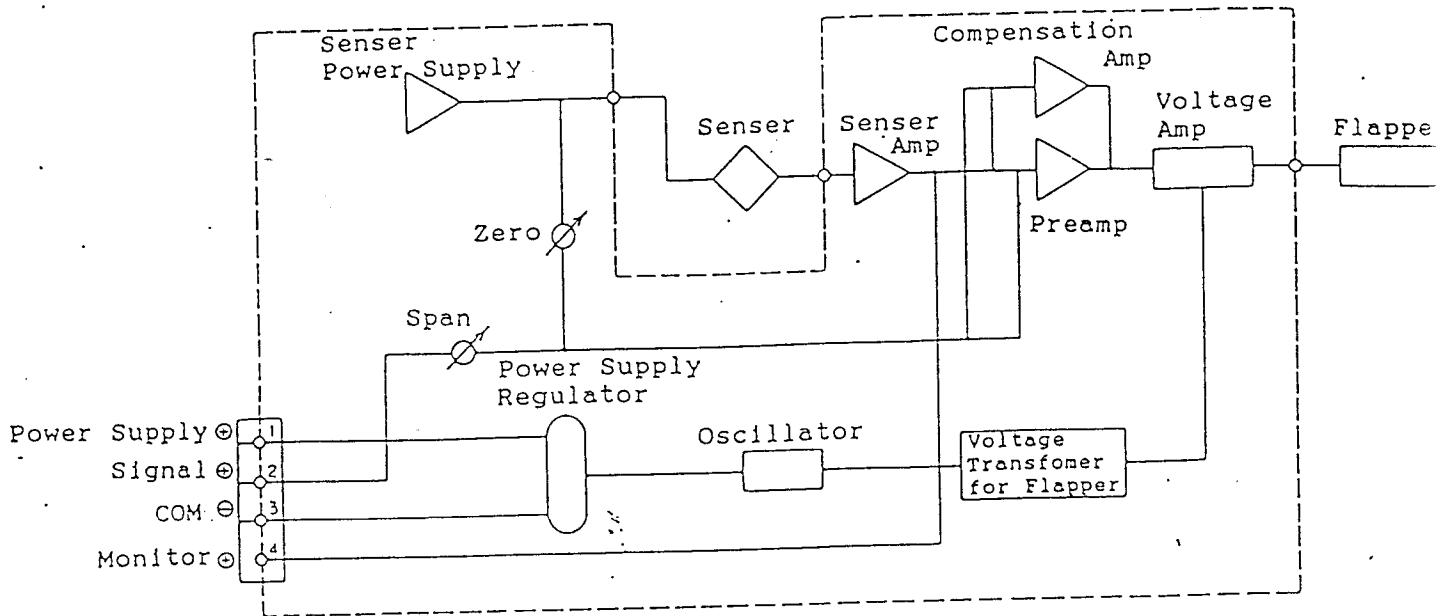 Senser
Power Supply
Compensation
Amp
Senser
Senser
Amp
Voltage
Amp
Flappe
Zero
Preamp
Span
Power Supply
Regulator
Power Supply ⊕ 1
Signal ⊕ 2
COM ⊖ 3
Monitor ⊕ 4
Oscillator
Voltage
Transfomer
for Flapper